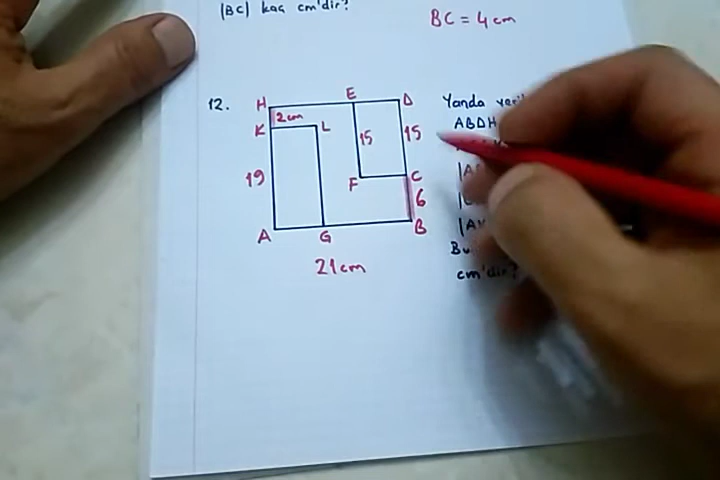 |BC| kaç cm'dir?
BC = 4 cm
12.
H
E
D
2cm
K
L
15
15
19
F
C
6
A
G
B
21cm
Yanda
ABDH
cm'dir?